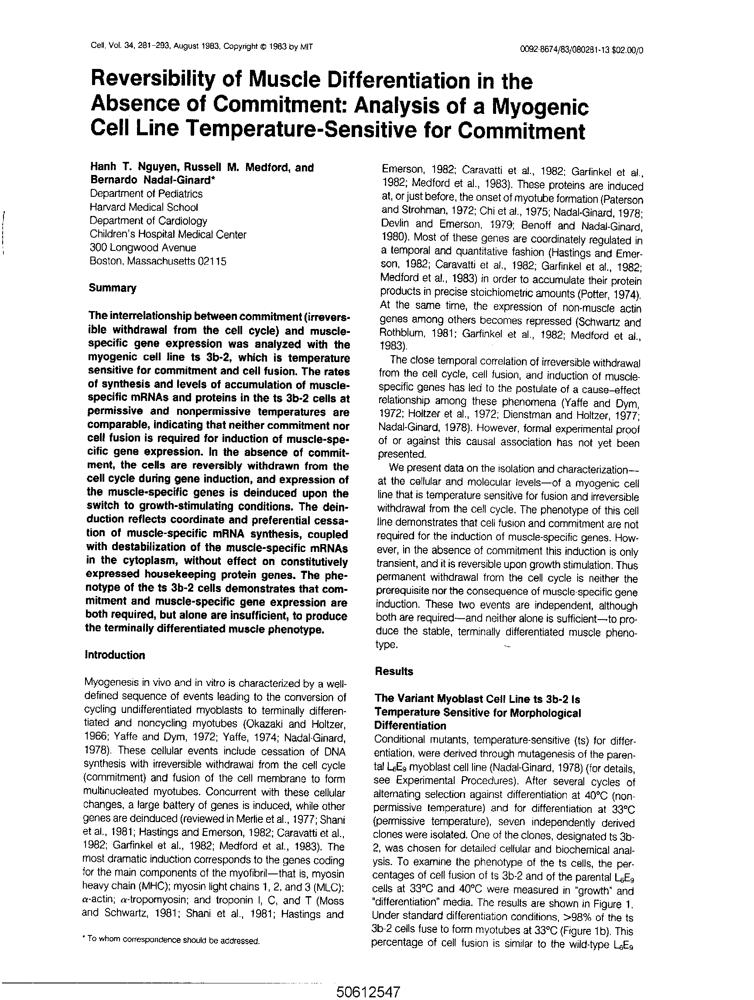 Cell, Vol. 34, 281-293, August 1983, Copyright © 1983 by MIT
0092-8674/83/080281-13 $02.00/0
Reversibility of Muscle Differentiation in the
Absence of Commitment: Analysis of a Myogenic
Cell Line Temperature-Sensitive for Commitment
Hanh T. Nguyen, Russell M. Medford, and
Bernardo Nadal-Ginard*
Department of Pediatrics
Harvard Medical School
Department of Cardiology
Children's Hospital Medical Center
300 Longwood Avenue
Boston, Massachusetts 02115
Summary
The interrelationship between commitment (irrevers-
ible withdrawal from the cell cycle) and muscle-
specific gene expression was analyzed with the
myogenic cell line ts 3b-2, which is temperature
sensitive for commitment and cell fusion. The rates
of synthesis and levels of accumulation of muscle-
specific mRNAs and proteins in the ts 3b-2 cells at
permissive and nonpermissive temperatures are
comparable, indicating that neither commitment nor
cell fusion is required for induction of muscle-spe-
cific gene expression. In the absence of commit-
ment, the cells are reversibly withdrawn from the
cell cycle during gene induction, and expression of
the muscle-specific genes is deinduced upon the
switch to growth-stimulating conditions. The dein-
duction reflects coordinate and preferential cessa-
tion of muscle-specific mRNA synthesis, coupled
with destabilization of the muscle-specific mRNAs
in the cytoplasm, without effect on constitutively
expressed housekeeping protein genes. The phe-
notype of the ts 3b-2 cells demonstrates that com-
mitment and muscle-specific gene expression are
both required, but alone are insufficient, to produce
the terminally differentiated muscle phenotype.
Introduction
Myogenesis in vivo and in vitro is characterized by a well-
defined sequence of events leading to the conversion of
cycling undifferentiated myoblasts to terminally differen-
tiated and noncycling myotubes (Okazaki and Holtzer,
1966; Yaffe and Dym, 1972; Yaffe, 1974; Nadal-Ginard,
1978). These cellular events include cessation of DNA
synthesis with irreversible withdrawal from the cell cycle
(commitment) and fusion of the cell membrane to form
multinucleated myotubes. Concurrent with these cellular
changes, a large battery of genes is induced, while other
genes are deinduced (reviewed in Merlie et al., 1977; Shani
et al., 1981; Hastings and Emerson, 1982; Caravatti et al.,
1982; Garfinkel et al., 1982; Medford et al., 1983). The
most dramatic induction corresponds to the genes coding
for the main components of the myofibril—that is, myosin
heavy chain (MHC); myosin light chains 1, 2, and 3 (MLC);
α-actin; α-tropomyosin; and troponin I, C, and T (Moss
and Schwartz, 1981; Shani et al., 1981; Hastings and
* To whom correspondence should be addressed.
Emerson, 1982; Caravatti et al., 1982; Garfinkel et al.,
1982; Medford et al., 1983). These proteins are induced
at, or just before, the onset of myotube formation (Paterson
and Strohman, 1972; Chi et al., 1975; Nadal-Ginard, 1978;
Devlin and Emerson, 1979; Benoff and Nadal-Ginard,
1980). Most of these genes are coordinately regulated in
a temporal and quantitative fashion (Hastings and Emer-
son, 1982; Caravatti et al., 1982; Garfinkel et al., 1982;
Medford et al., 1983) in order to accumulate their protein
products in precise stoichiometric amounts (Potter, 1974).
At the same time, the expression of non-muscle actin
genes among others becomes repressed (Schwartz and
Rothblum, 1981; Garfinkel et al., 1982; Medford et al.,
1983).
The close temporal correlation of irreversible withdrawal
from the cell cycle, cell fusion, and induction of muscle-
specific genes has led to the postulate of a cause–effect
relationship among these phenomena (Yaffe and Dym,
1972; Holtzer et al., 1972; Dienstman and Holtzer, 1977;
Nadal-Ginard, 1978). However, formal experimental proof
of or against this causal association has not yet been
presented.
We present data on the isolation and characterization—
at the cellular and molecular levels—of a myogenic cell
line that is temperature sensitive for fusion and irreversible
withdrawal from the cell cycle. The phenotype of this cell
line demonstrates that cell fusion and commitment are not
required for the induction of muscle-specific genes. How-
ever, in the absence of commitment this induction is only
transient, and it is reversible upon growth stimulation. Thus
permanent withdrawal from the cell cycle is neither the
prerequisite nor the consequence of muscle-specific gene
induction. These two events are independent, although
both are required—and neither alone is sufficient—to pro-
duce the stable, terminally differentiated muscle pheno-
type.
Results
The Variant Myoblast Cell Line ts 3b-2 Is
Temperature Sensitive for Morphological
Differentiation
Conditional mutants, temperature-sensitive (ts) for differ-
entiation, were derived through mutagenesis of the paren-
tal L₆E₉ myoblast cell line (Nadal-Ginard, 1978) (for details,
see Experimental Procedures). After several cycles of
alternating selection against differentiation at 40°C (non-
permissive temperature) and for differentiation at 33°C
(permissive temperature), seven independently derived
clones were isolated. One of the clones, designated ts 3b-
2, was chosen for detailed cellular and biochemical anal-
ysis. To examine the phenotype of the ts cells, the per-
centages of cell fusion of ts 3b-2 and of the parental L₆E₉
cells at 33°C and 40°C were measured in "growth" and
"differentiation" media. The results are shown in Figure 1.
Under standard differentiation conditions, >98% of the ts
3b-2 cells fuse to form myotubes at 33°C (Figure 1b). This
percentage of cell fusion is similar to the wild-type L₆E₉
50612547